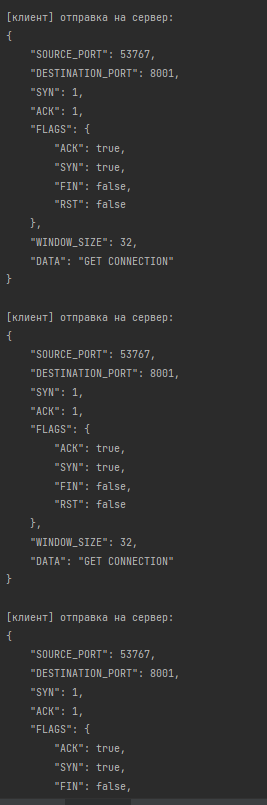 [клиент] отправка на сервер:
{
    "SOURCE_PORT": 53767,
    "DESTINATION_PORT": 8001,
    "SYN": 1,
    "ACK": 1,
    "FLAGS": {
        "ACK": true,
        "SYN": true,
        "FIN": false,
        "RST": false
    },
    "WINDOW_SIZE": 32,
    "DATA": "GET CONNECTION"
}

[клиент] отправка на сервер:
{
    "SOURCE_PORT": 53767,
    "DESTINATION_PORT": 8001,
    "SYN": 1,
    "ACK": 1,
    "FLAGS": {
        "ACK": true,
        "SYN": true,
        "FIN": false,
        "RST": false
    },
    "WINDOW_SIZE": 32,
    "DATA": "GET CONNECTION"
}

[клиент] отправка на сервер:
{
    "SOURCE_PORT": 53767,
    "DESTINATION_PORT": 8001,
    "SYN": 1,
    "ACK": 1,
    "FLAGS": {
        "ACK": true,
        "SYN": true,
        "FIN": false,